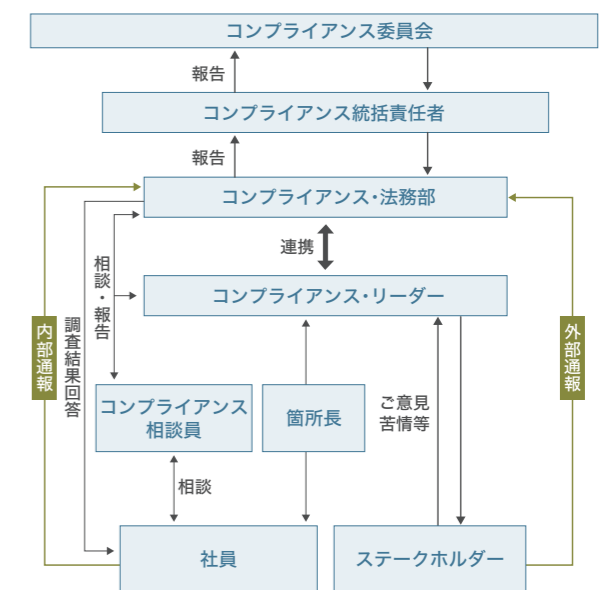 コンプライアンス委員会
報告
コンプライアンス統括責任者
報告
コンプライアンス・法務部
連携
相談・報告
コンプライアンス・リーダー
内部通報
調査結果回答
外部通報
コンプライアンス
相談員
箇所長
ご意見
苦情等
相談
社員
ステークホルダー